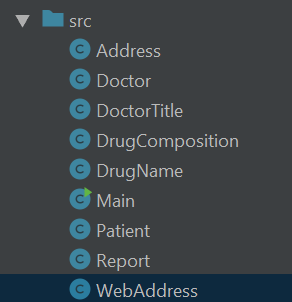 src
Address
Doctor
DoctorTitle
DrugComposition
DrugName
Main
Patient
Report
WebAddress